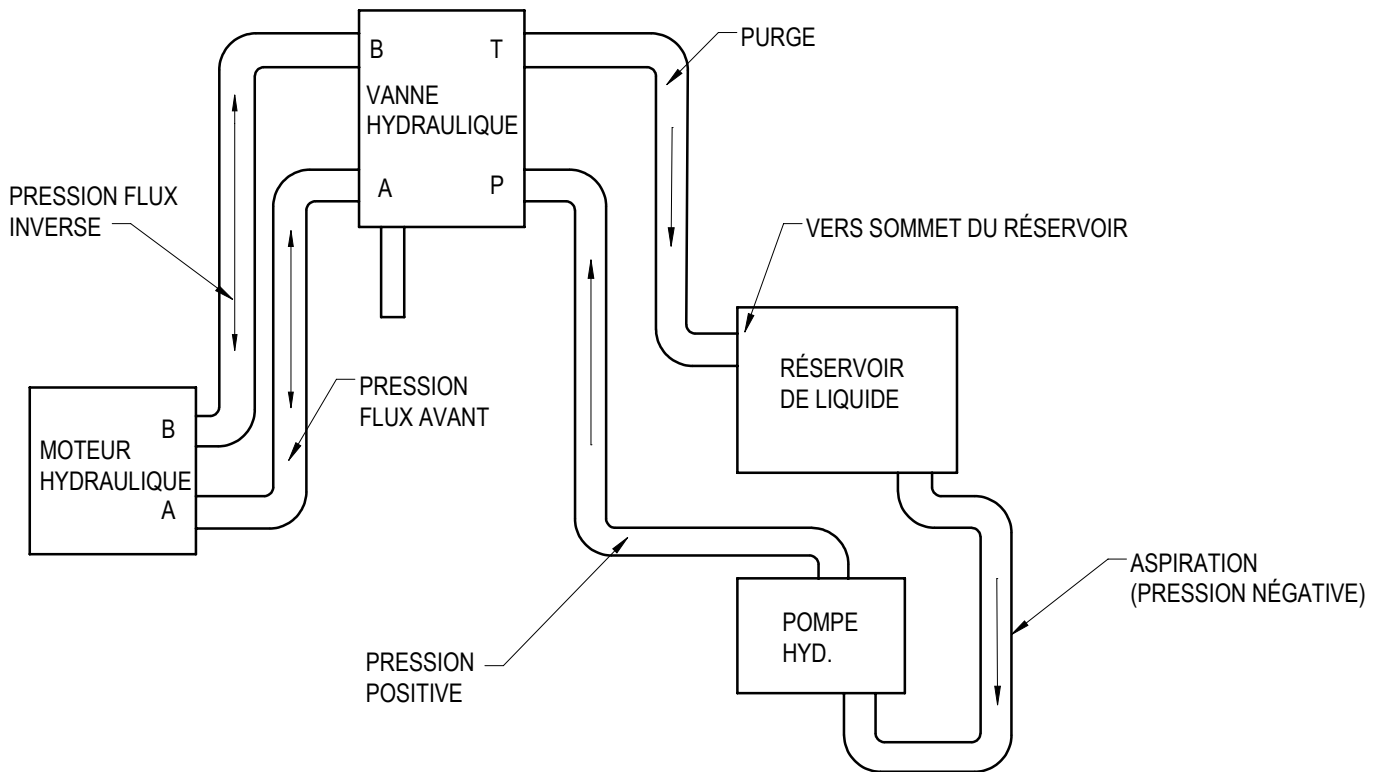 B
T
PURGE
VANNE
HYDRAULIQUE
A
P
PRESSION FLUX
INVERSE
VERS SOMMET DU RÉSERVOIR
RÉSERVOIR
DE LIQUIDE
PRESSION
FLUX AVANT
B
MOTEUR
HYDRAULIQUE
A
ASPIRATION
(PRESSION NÉGATIVE)
POMPE
HYD.
PRESSION
POSITIVE